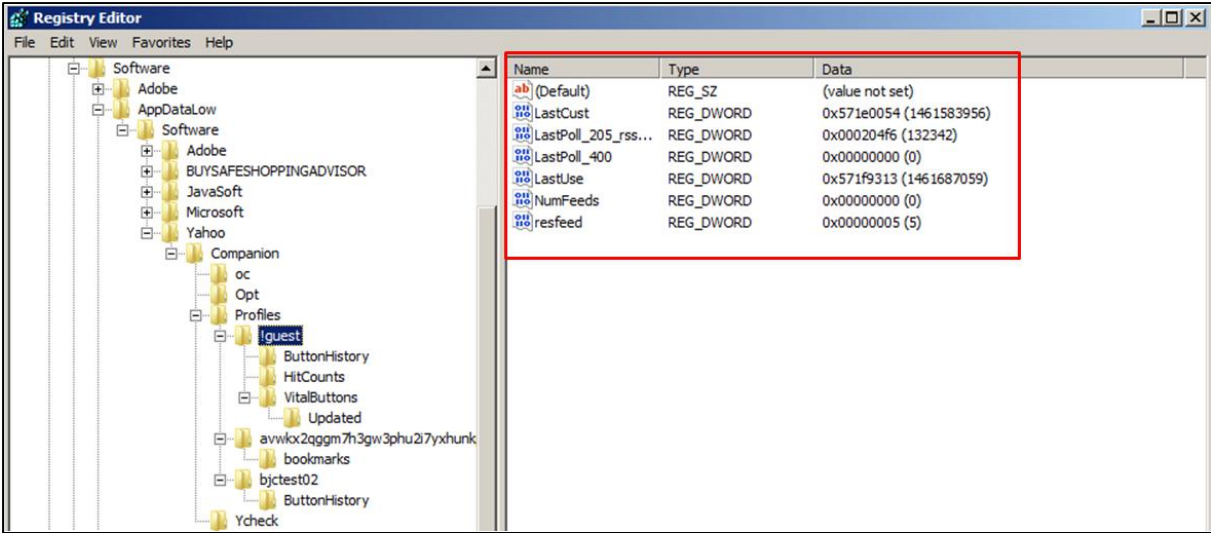 Registry Editor
File Edit View Favorites Help
Software
Adobe
AppDataLow
Software
Adobe
BUYSAFESHOPPINGADVISOR
JavaSoft
Microsoft
Yahoo
Companion
oc
Opt
Profiles
!guest
ButtonHistory
HitCounts
VitalButtons
Updated
avwkx2qggm7h3gw3phu2i7yxhunk
bookmarks
bjctest02
ButtonHistory
Ycheck
Name Type Data
(Default) REG_SZ (value not set)
LastCust REG_DWORD 0x571e0054 (1461583956)
LastPoll_205_rss... REG_DWORD 0x000204f6 (132342)
LastPoll_400 REG_DWORD 0x00000000 (0)
LastUse REG_DWORD 0x571f9313 (1461687059)
NumFeeds REG_DWORD 0x00000000 (0)
resfeed REG_DWORD 0x00000005 (5)